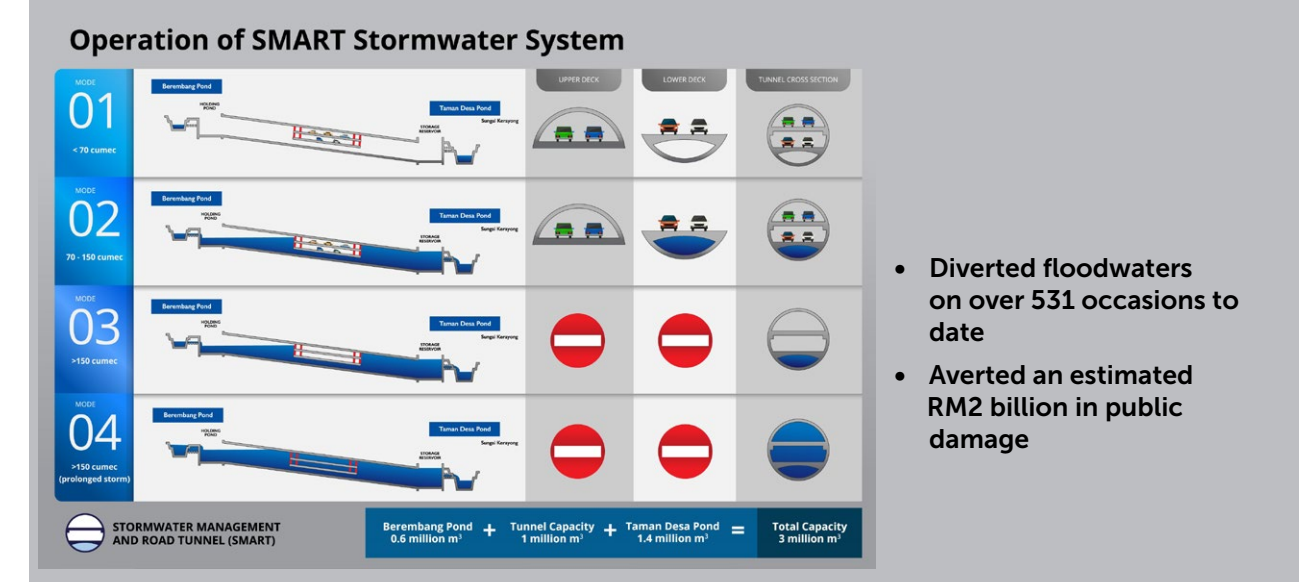 Operation of SMART Stormwater System
UPPER DECK
LOWER DECK
TUNNEL CROSS SECTION
MODE
01
< 70 cumec
Berembang Pond
HOLDING
POND
Taman Desa Pond
STORAGE
RESERVOIR
Sungai Kerayong
MODE
02
70 - 150 cumec
Berembang Pond
HOLDING
POND
Taman Desa Pond
STORAGE
RESERVOIR
Sungai Kerayong
MODE
03
>150 cumec
Berembang Pond
HOLDING
POND
Taman Desa Pond
STORAGE
RESERVOIR
Sungai Kerayong
MODE
04
>150 cumec
(prolonged storm)
Berembang Pond
HOLDING
POND
Taman Desa Pond
STORAGE
RESERVOIR
Sungai Kerayong
STORMWATER MANAGEMENT
AND ROAD TUNNEL (SMART)
Berembang Pond + Tunnel Capacity + Taman Desa Pond = Total Capacity
0.6 million m³ 1 million m³ 1.4 million m³ 3 million m³
• Diverted floodwaters
on over 531 occasions to
date
• Averted an estimated
RM2 billion in public
damage